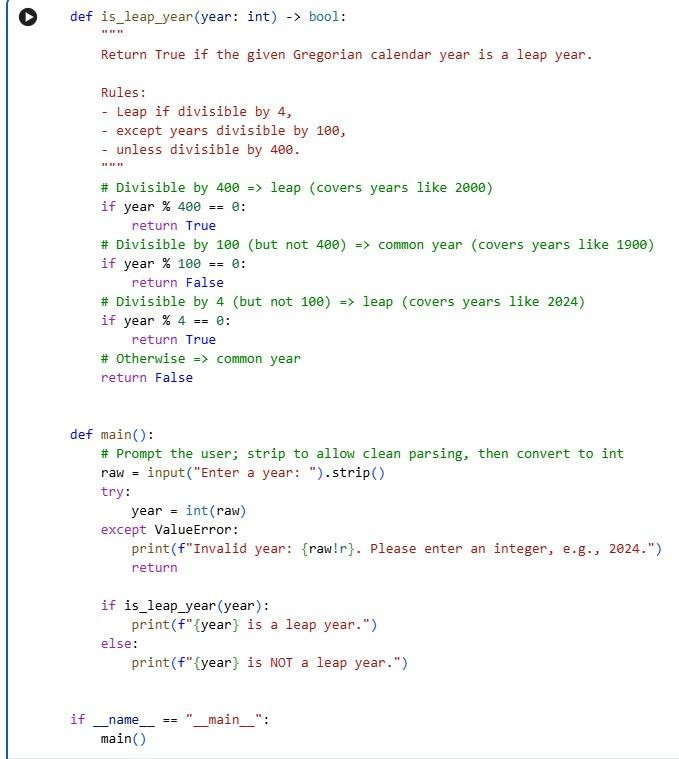 def is_leap_year(year: int) -> bool:
    """
    Return True if the given Gregorian calendar year is a leap year.

    Rules:
    - Leap if divisible by 4,
    - except years divisible by 100,
    - unless divisible by 400.
    """
    # Divisible by 400 => leap (covers years like 2000)
    if year % 400 == 0:
        return True
    # Divisible by 100 (but not 400) => common year (covers years like 1900)
    if year % 100 == 0:
        return False
    # Divisible by 4 (but not 100) => leap (covers years like 2024)
    if year % 4 == 0:
        return True
    # Otherwise => common year
    return False


def main():
    # Prompt the user; strip to allow clean parsing, then convert to int
    raw = input("Enter a year: ").strip()
    try:
        year = int(raw)
    except ValueError:
        print(f"Invalid year: {raw!r}. Please enter an integer, e.g., 2024.")
        return

    if is_leap_year(year):
        print(f"{year} is a leap year.")
    else:
        print(f"{year} is NOT a leap year.")


if __name__ == "__main__":
    main()